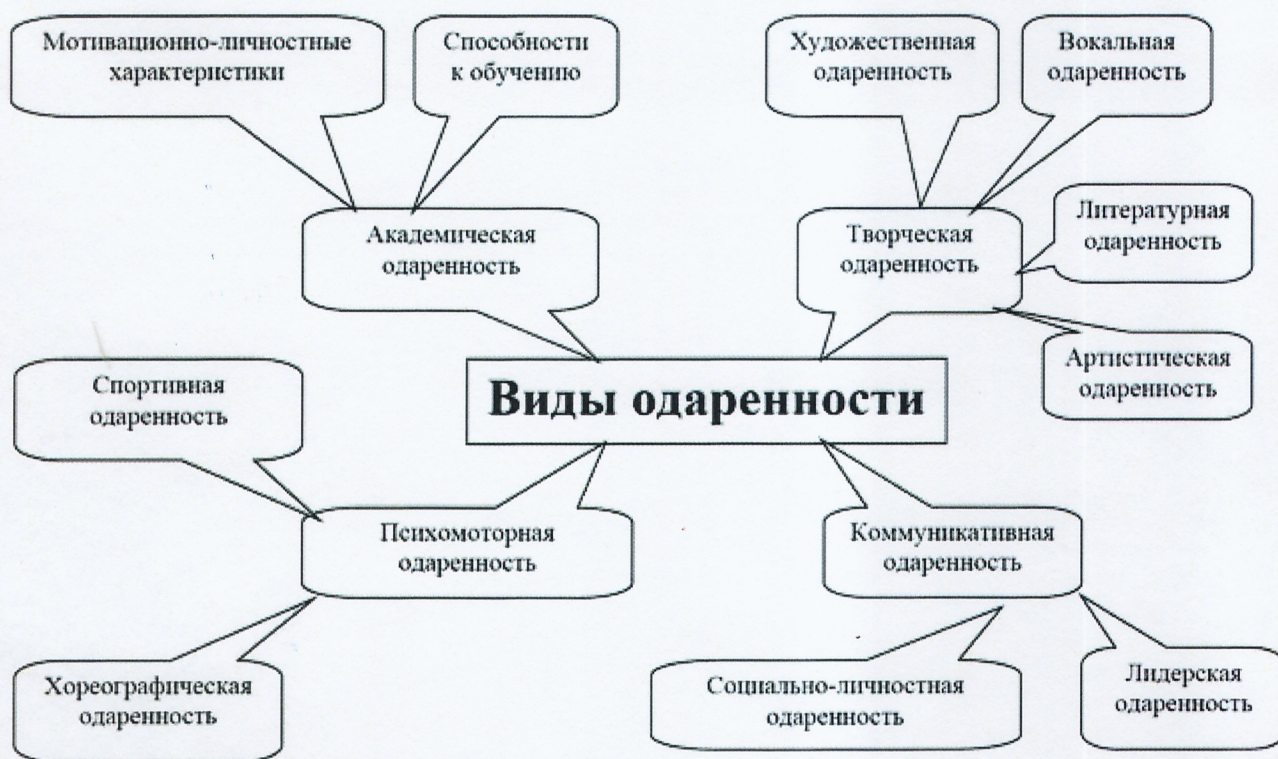 Мотивационно-личностные
характеристики
Способности
к обучению
Художественная
одаренность
Вокальная
одаренность
Академическая
одаренность
Творческая
одаренность
Литературная
одаренность
Артистическая
одаренность
Виды одаренности
Спортивная
одаренность
Психомоторная
одаренность
Коммуникативная
одаренность
Хореографическая
одаренность
Социально-личностная
одаренность
Лидерская
одаренность